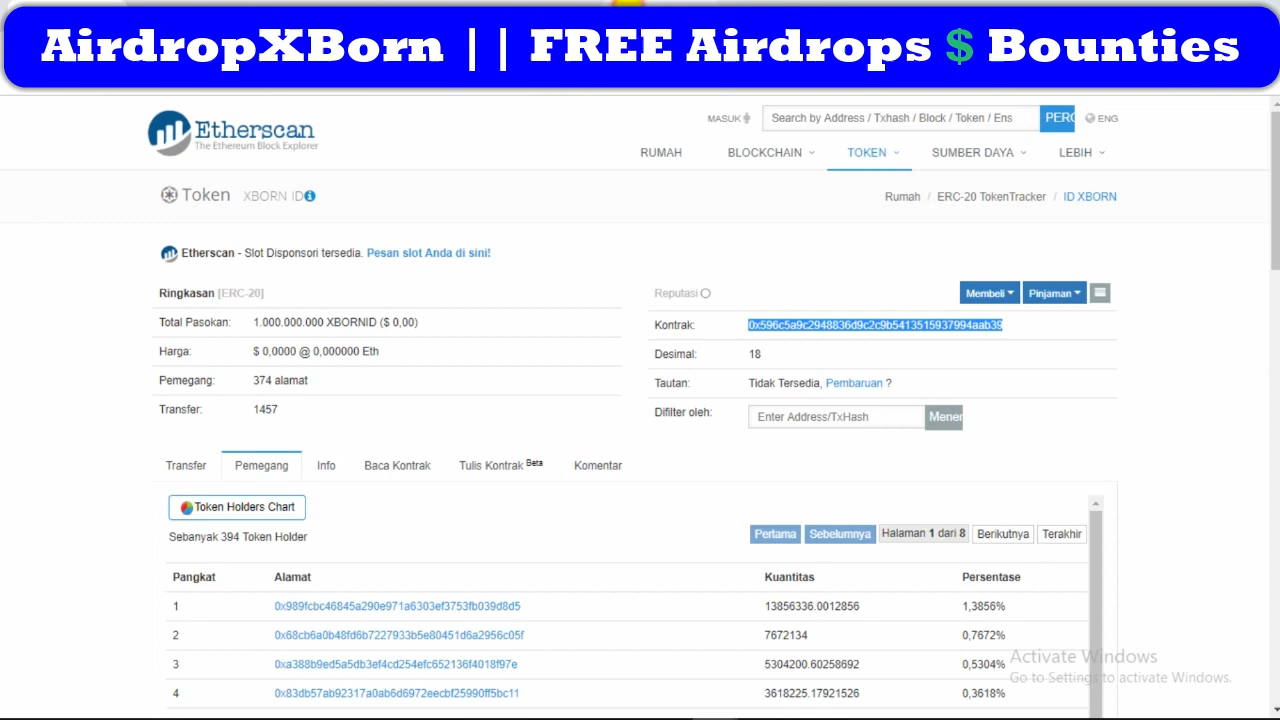 AirdropXBorn || FREE Airdrops $ Bounties
Etherscan
The Ethereum Block Explorer
MASUK
Search by Address / Txhash / Block / Token / Ens
ENG
RUMAH BLOCKCHAIN TOKEN SUMBER DAYA LEBIH
Token XBORN ID
Rumah / ERC-20 TokenTracker / ID XBORN
Etherscan - Slot Disponsori tersedia. Pesan slot Anda di sini!
Ringkasan [ERC-20]
Total Pasokan: 1.000.000.000 XBORNID ($ 0,00)
Harga: $ 0,0000 @ 0,000000 Eth
Pemegang: 374 alamat
Transfer: 1457
Reputasi
Membeli Pinjaman
Kontrak: 0x596c5a9c2948836d9c2c9b5413515937994aab39
Desimal: 18
Tautan: Tidak Tersedia, Pembaruan ?
Difilter oleh: Enter Address/TxHash Mener
Transfer Pemegang Info Baca Kontrak Tulis Kontrak Beta Komentar
Token Holders Chart
Sebanyak 394 Token Holder
Pertama Sebelumnya Halaman 1 dari 8 Berikutnya Terakhir
Pangkat Alamat Kuantitas Persentase
1 0x989fcbc46845a290e971a6303ef3753fb039d8d5 13856336.0012856 1,3856%
2 0x68cb6a0b48fd6b7227933b5e80451d6a2956c05f 7672134 0,7672%
3 0xa388b9ed5a5db3ef4cd254efc652136f4018f97e 5304200.60258692 0,5304%
4 0x83db57ab92317a0ab6d6972eecbf25990ff5bc11 3618225.17921526 0,3618%
Activate Windows
Go to Settings to activate Windows.